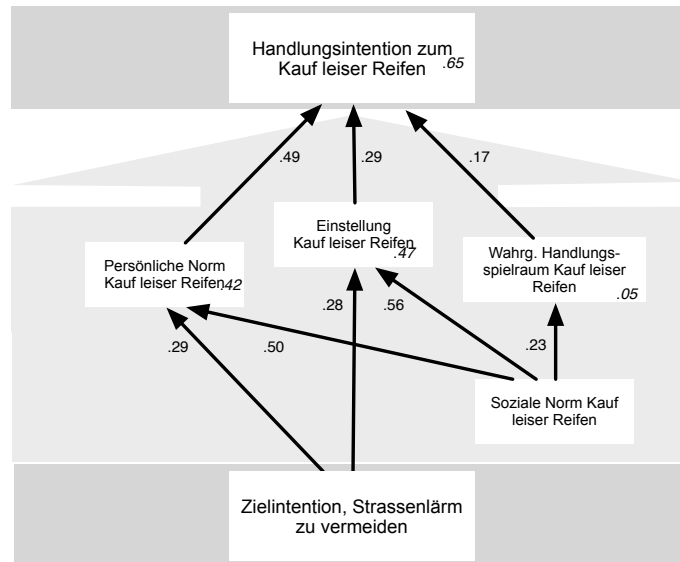 Handlungsintention zum
Kauf leiser Reifen .65
.49
.29
.17
Einstellung
Kauf leiser Reifen
.47
Persönliche Norm
Kauf leiser Reifen .42
Wahrg. Handlungs-
spielraum Kauf leiser
Reifen
.05
.28
.56
.29
.50
.23
Soziale Norm Kauf
leiser Reifen
Zielintention, Strassenlärm
zu vermeiden